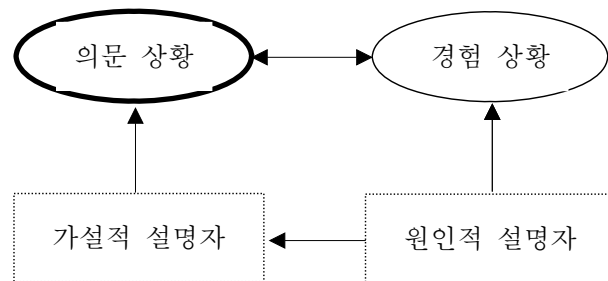 의문 상황
경험 상황
가설적 설명자
원인적 설명자